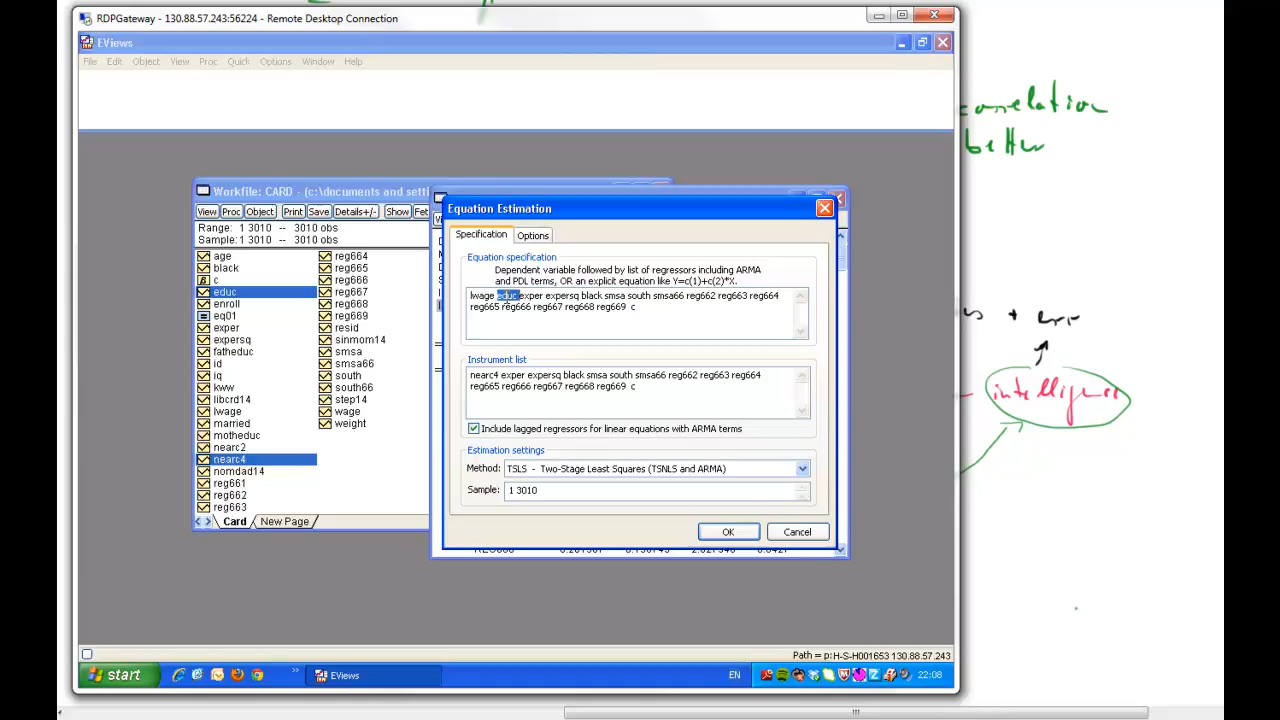 RDPGateway - 130.88.57.243:56224 - Remote Desktop Connection
EViews
File Edit Object View Proc Quick Options Window Help
correlation
better
Workfile: CARD - (c:\documents and setti
View Proc Object Print Save Details+/- Show Fet
Range: 1 3010 -- 3010 obs
Sample: 1 3010 -- 3010 obs
age
black
c
educ
enroll
eq01
exper
expersq
fatheduc
id
iq
kww
libcrd14
lwage
married
motheduc
nearc2
nearc4
nomdad14
reg661
reg662
reg663
reg664
reg665
reg666
reg667
reg668
reg669
resid
sinmom14
smsa
smsa66
south
south66
step14
wage
weight
Card New Page
Equation Estimation
Specification Options
Equation specification
Dependent variable followed by list of regressors including ARMA
and PDL terms, OR an explicit equation like Y=c(1)+c(2)*X.
lwage educ exper expersq black smsa south smsa66 reg662 reg663 reg664
reg665 reg666 reg667 reg668 reg669 c
Instrument list
nearc4 exper expersq black smsa south smsa66 reg662 reg663 reg664
reg665 reg666 reg667 reg668 reg669 c
Include lagged regressors for linear equations with ARMA terms
Estimation settings
Method: TSLS - Two-Stage Least Squares (TSNLS and ARMA)
Sample: 1 3010
OK Cancel
+ err
intelligence
Path = p: H-S-H001653 130.88.57.243
start EViews EN 22:08